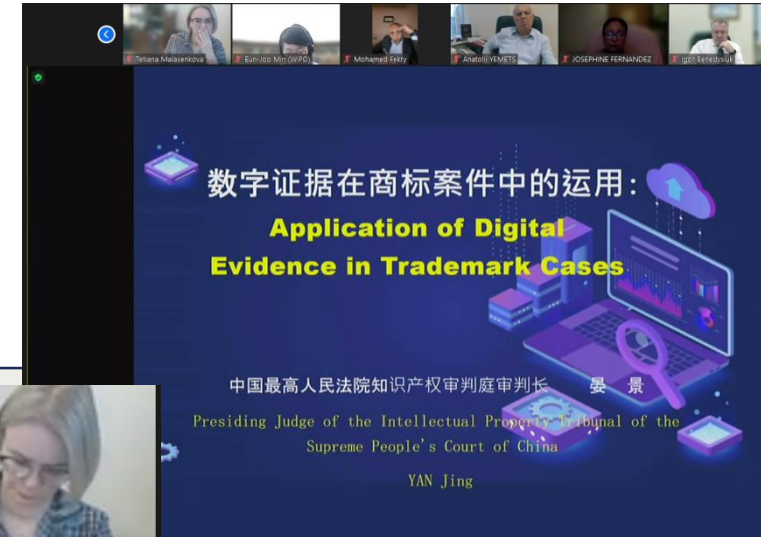 Tetiana Malasenkova
Eun-Joo Min (WIPO)
Mohamed Fekry
Anatolii YEMETS
JOSEPHINE FERNANDEZ
Igor Benedysiuk
数字证据在商标案件中的运用:
Application of Digital
Evidence in Trademark Cases
中国最高人民法院知识产权审判庭审判长 晏 景
Presiding Judge of the Intellectual Property Tribunal of the
Supreme People's Court of China
YAN Jing